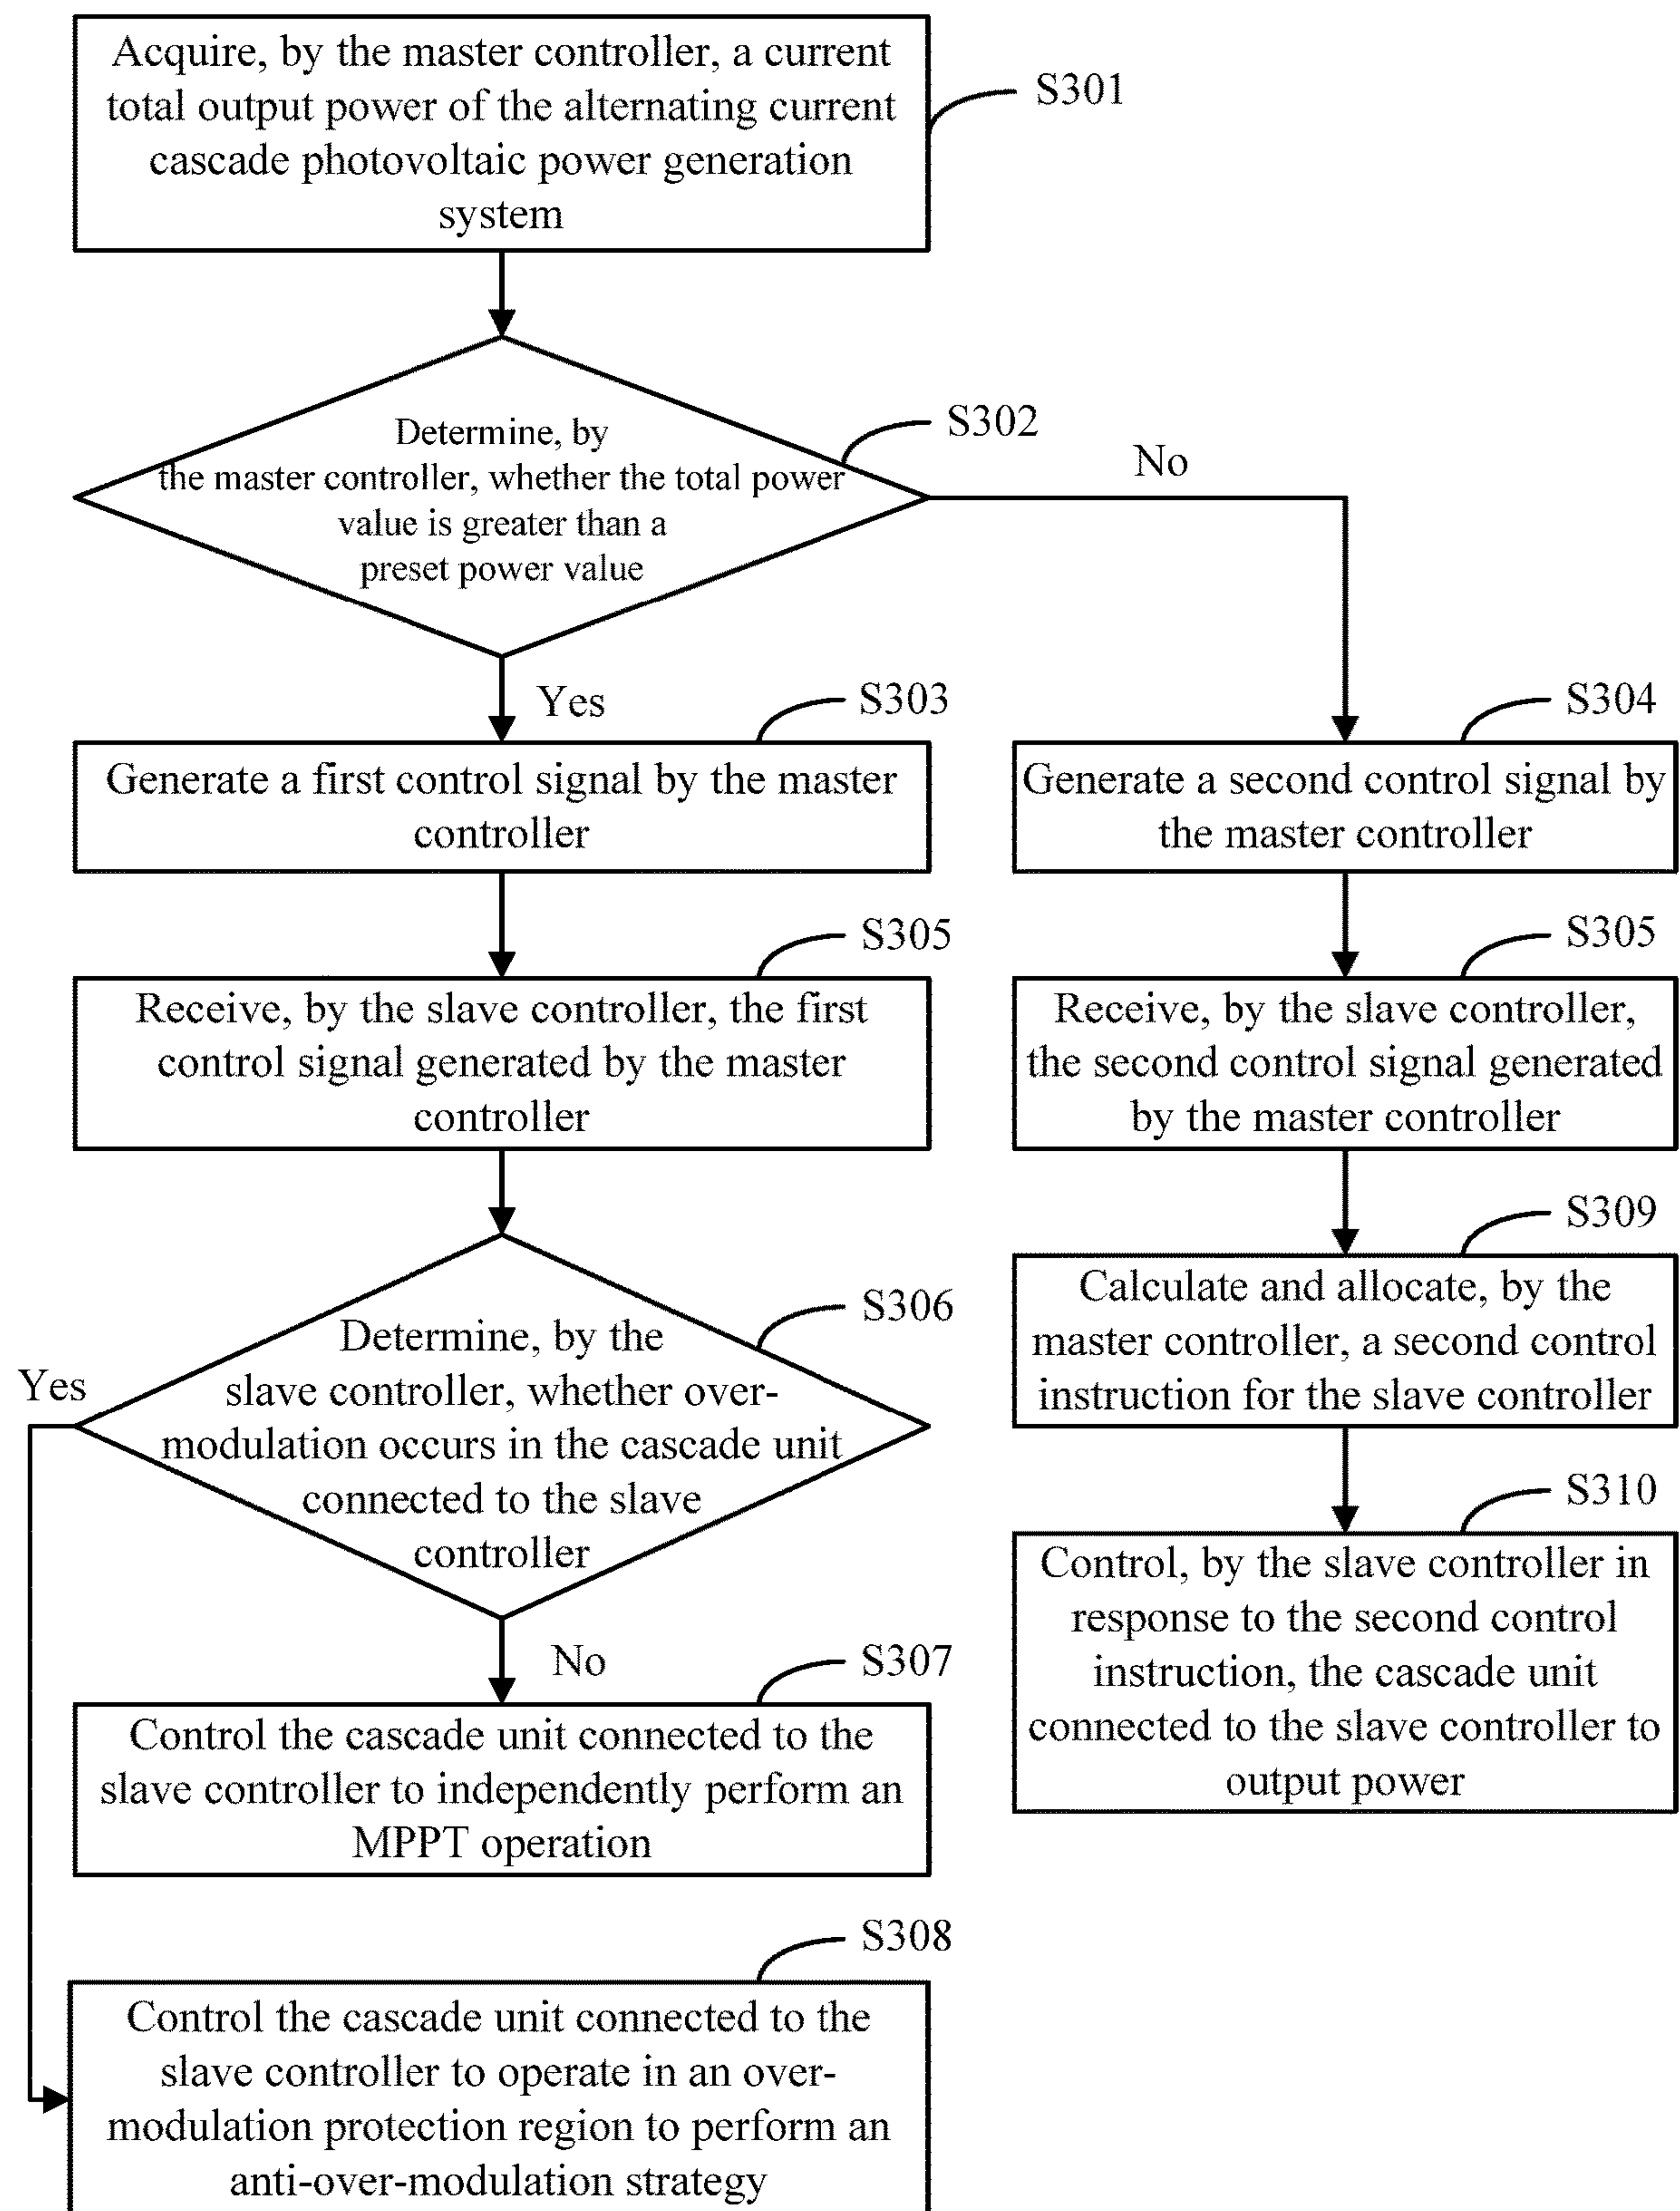 Acquire, by the master controller, a current
total output power of the alternating current
cascade photovoltaic power generation
system
S301
Determine, by
the master controller, whether the total power
value is greater than a
preset power value
S302
No
Yes
S303
Generate a first control signal by the master
controller
S304
Generate a second control signal by
the master controller
S305
Receive, by the slave controller, the first
control signal generated by the master
controller
S305
Receive, by the slave controller,
the second control signal generated
by the master controller
S306
Determine, by the
slave controller, whether over-
modulation occurs in the cascade unit
connected to the slave
controller
Yes
No
S309
Calculate and allocate, by the
master controller, a second control
instruction for the slave controller
S310
Control, by the slave controller in
response to the second control
instruction, the cascade unit
connected to the slave controller to
output power
S307
Control the cascade unit connected to the
slave controller to independently perform an
MPPT operation
S308
Control the cascade unit connected to the
slave controller to operate in an over-
modulation protection region to perform an
anti-over-modulation strategy